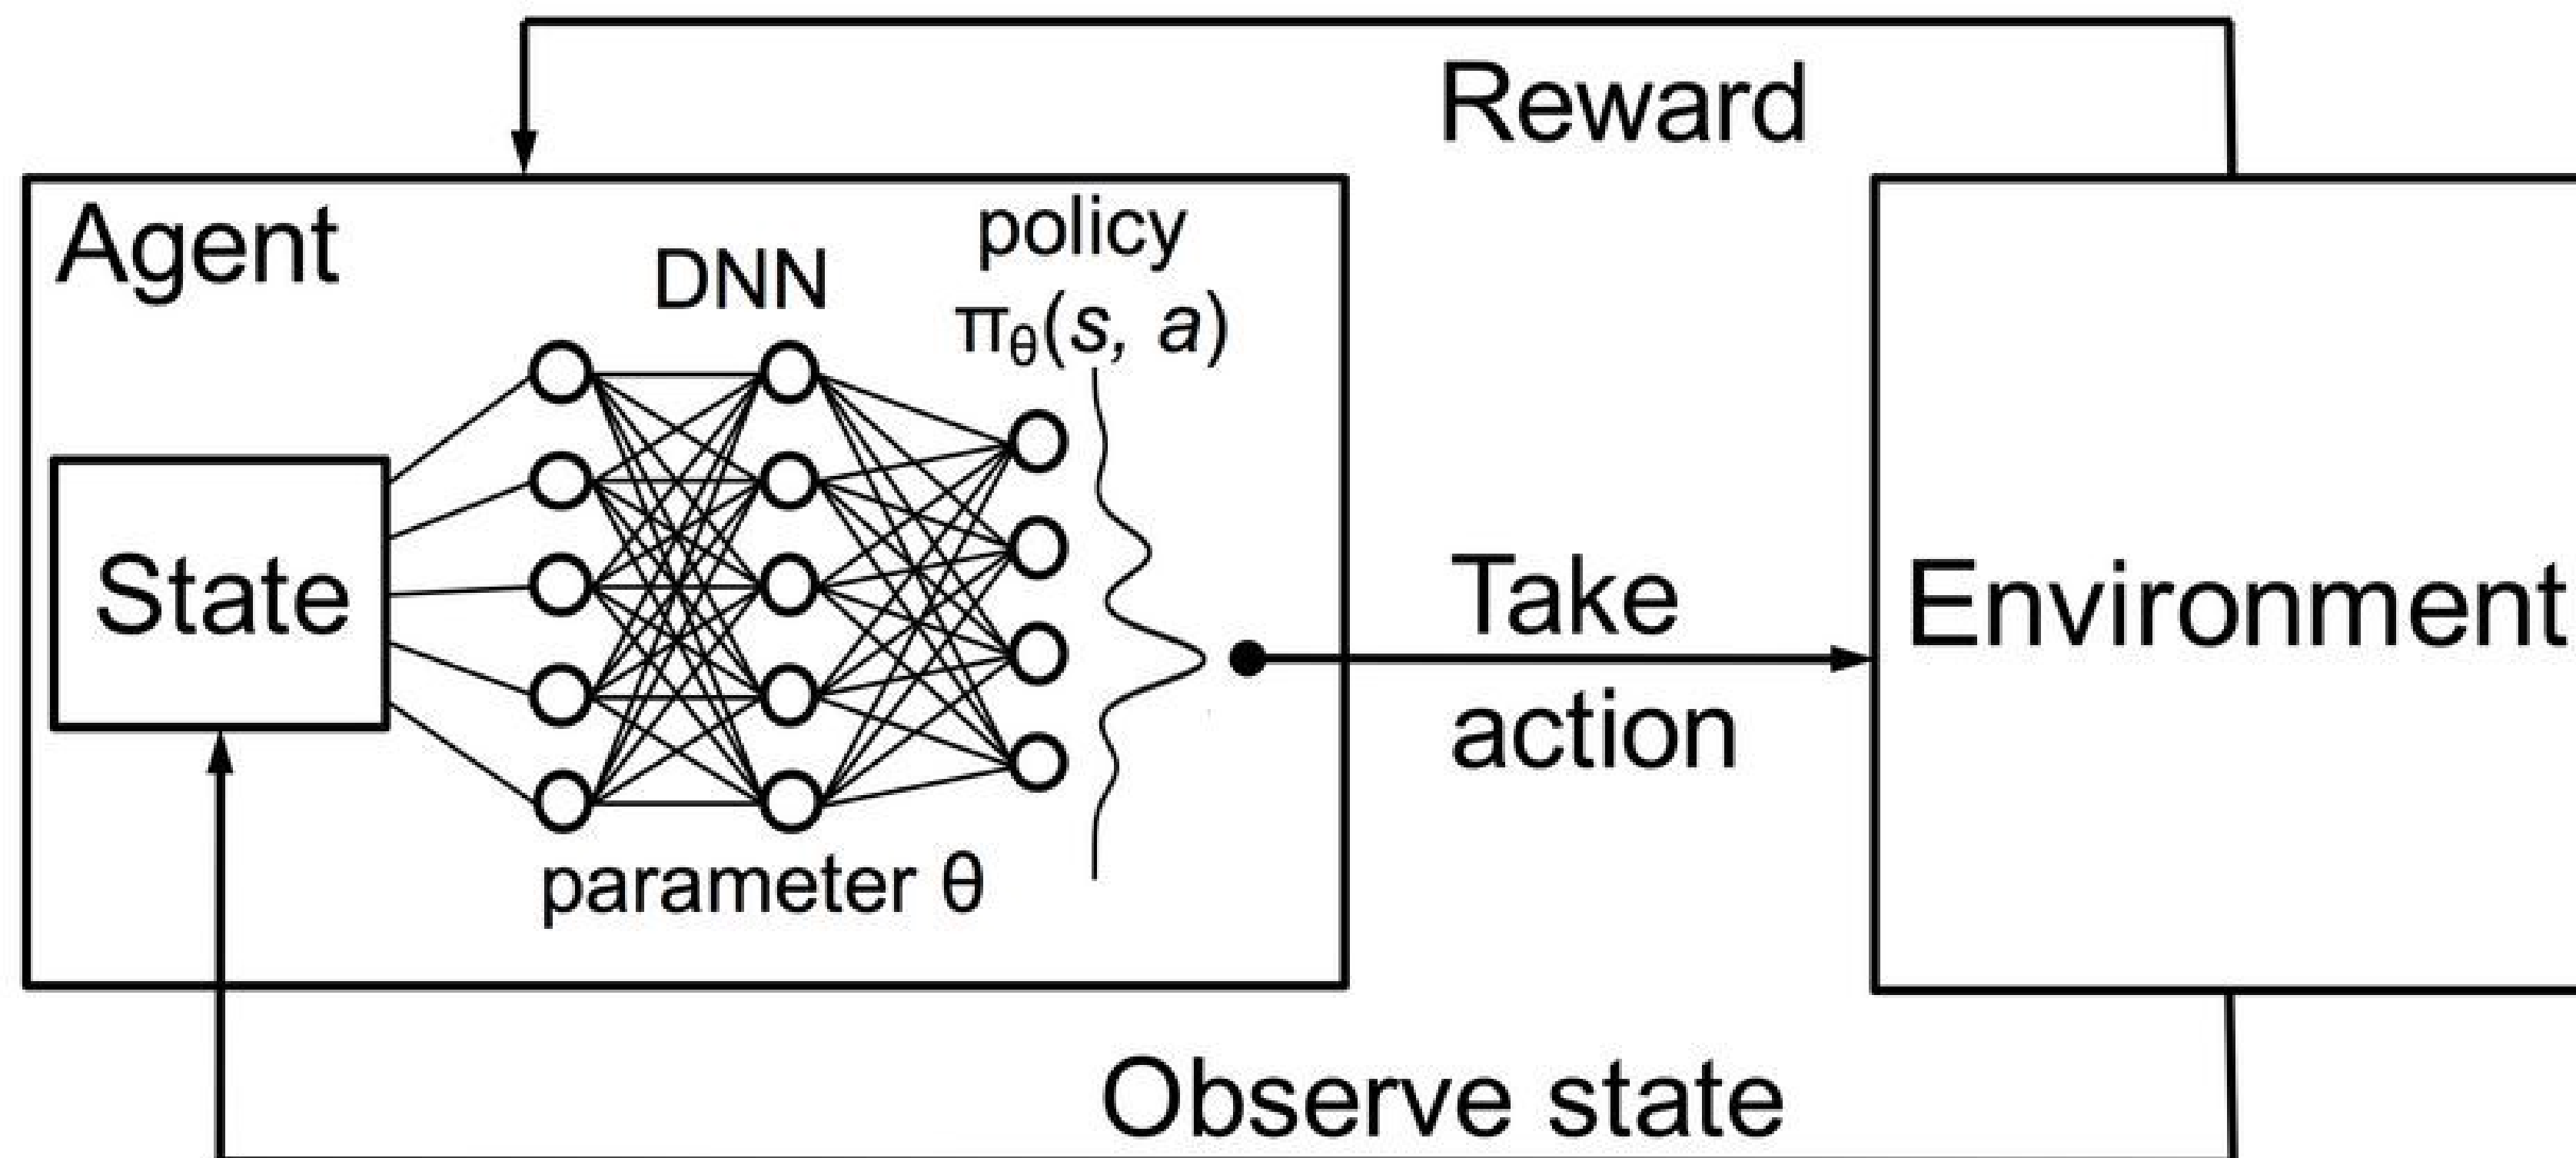 Reward
Agent
policy
DNN
πθ(s, a)
State
Take
action
Environment
parameter θ
Observe state